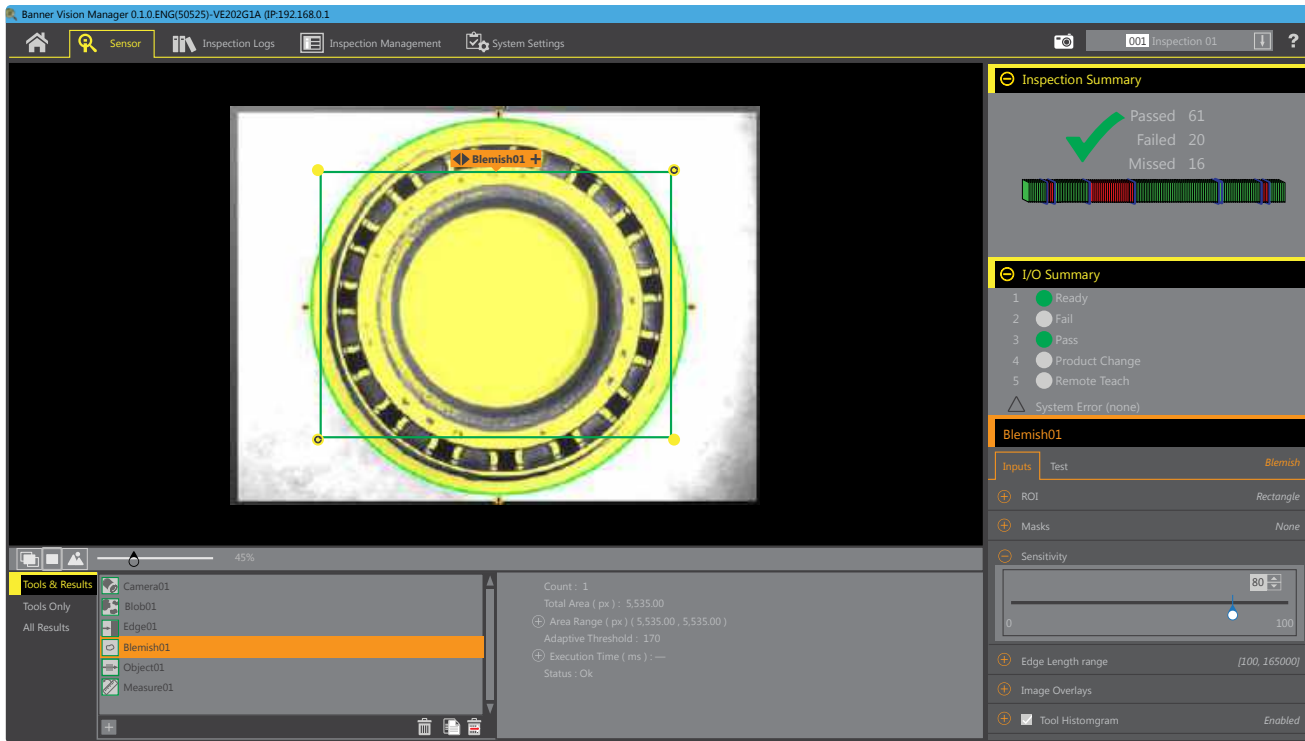 Banner Vision Manager 0.1.0.ENG(50525)-VE202G1A (IP:192.168.0.1
Sensor Inspection Logs Inspection Management System Settings 001 Inspection 01 ?
Inspection Summary
Passed 61
Failed 20
Missed 16
Blemish01
I/O Summary
1 Ready
2 Fail
3 Pass
4 Product Change
5 Remote Teach
System Error (none)
Blemish01
Inputs Test Blemish
ROI Rectangle
Masks None
Sensitivity
80
0 100
Edge Length range [100, 165000]
Image Overlays
Tool Histomgram Enabled
45%
Tools & Results
Tools Only
All Results
Camera01
Blob01
Edge01
Blemish01
Object01
Measure01
Count : 1
Total Area ( px ) : 5,535.00
Area Range ( px ) ( 5,535.00 , 5,535.00 )
Adaptive Threshold : 170
Execution Time ( ms ) : —
Status : Ok